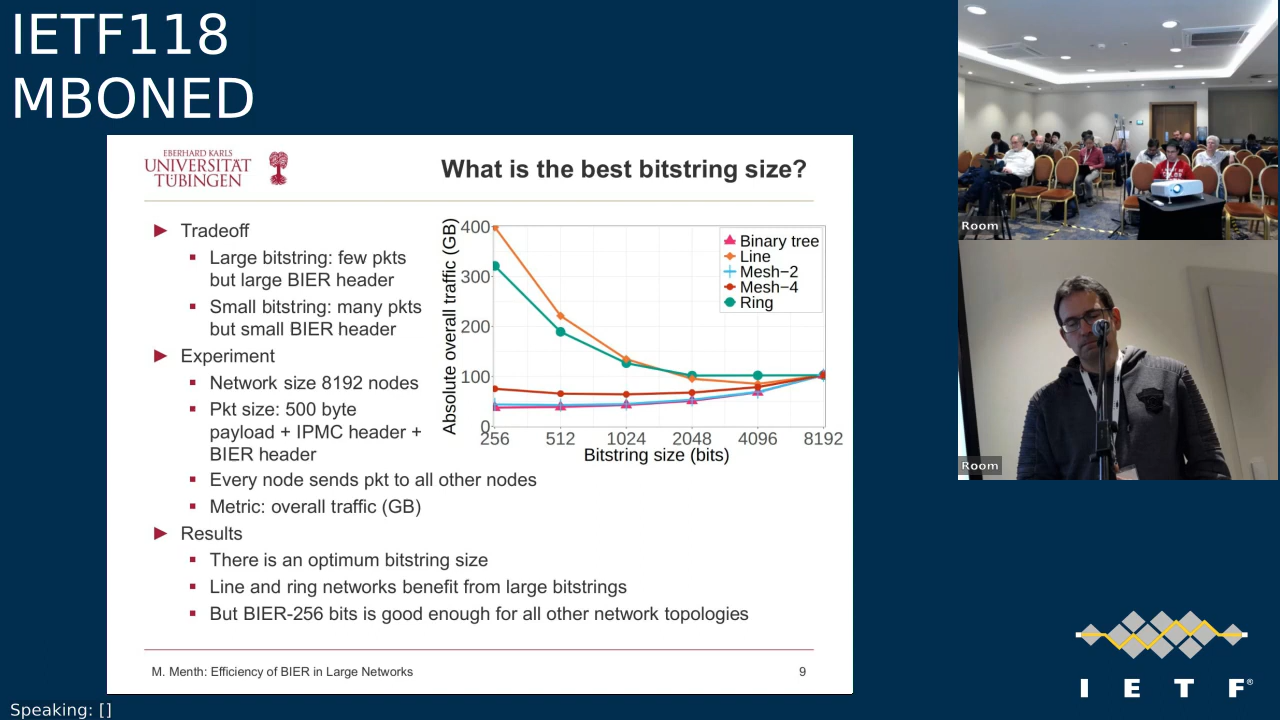 IETF118
MBONED
EBERHARD KARLS
UNIVERSITÄT
TÜBINGEN
What is the best bitstring size?
► Tradeoff
▪ Large bitstring: few pkts
but large BIER header
▪ Small bitstring: many pkts
but small BIER header
► Experiment
▪ Network size 8192 nodes
▪ Pkt size: 500 byte
payload + IPMC header +
BIER header
▪ Every node sends pkt to all other nodes
▪ Metric: overall traffic (GB)
► Results
▪ There is an optimum bitstring size
▪ Line and ring networks benefit from large bitstrings
▪ But BIER-256 bits is good enough for all other network topologies
Absolute overall traffic (GB)
400
300
200
100
0
256 512 1024 2048 4096 8192
Bitstring size (bits)
Binary tree
Line
Mesh−2
Mesh−4
Ring
M. Menth: Efficiency of BIER in Large Networks 9
Room
Room
I E T F®
Speaking: []